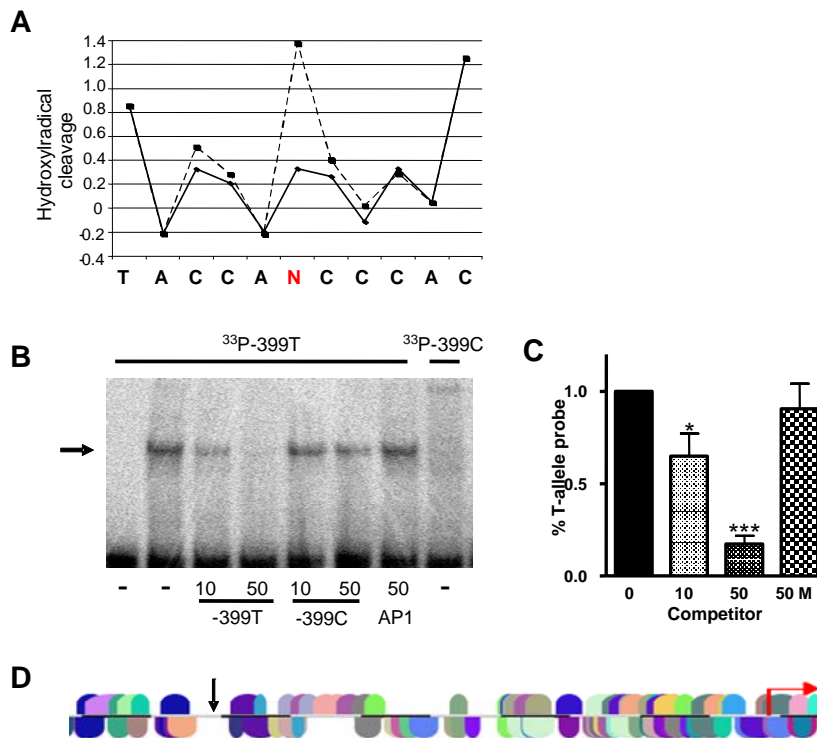 A
Hydroxylradical
cleavage
1.4
1.2
1.0
0.8
0.6
0.4
0.2
0
-0.2
-0.4
T A C C A N C C C A C
B
33P-399T
33P-399C
- - 10 50 10 50 50 -
-399T -399C AP1
C
% T-allele probe
1.0
0.5
0.0
*
***
0 10 50 50 M
Competitor
D